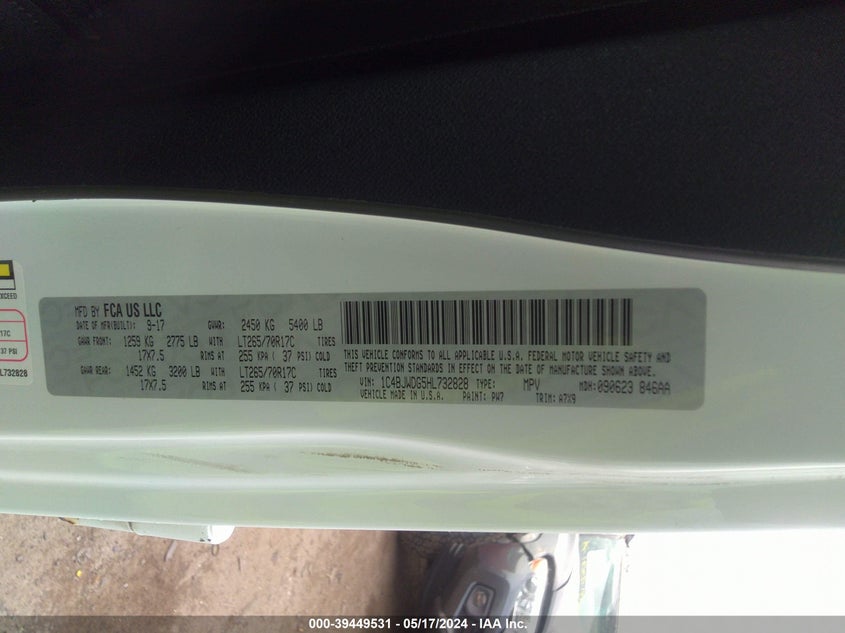 EXCEED
17C
37 PSI
L732828
MFD BY FCA US LLC
DATE OF MFR(BUILT): 9-17 GVWR: 2450 KG 5400 LB
GAWR FRONT: 1259 KG 2775 LB WITH LT265/70R17C TIRES
17X7.5 RIMS AT 255 KPA ( 37 PSI) COLD
GAWR REAR: 1452 KG 3200 LB WITH LT265/70R17C TIRES
17X7.5 RIMS AT 255 KPA ( 37 PSI) COLD
THIS VEHICLE CONFORMS TO ALL APPLICABLE U.S.A. FEDERAL MOTOR VEHICLE SAFETY AND
THEFT PREVENTION STANDARDS IN EFFECT ON THE DATE OF MANUFACTURE SHOWN ABOVE.
VIN: 1C4BJWDG5HL732828 TYPE: MPV MDH: 090623 846AA
VEHICLE MADE IN U.S.A. PAINT: PW7 TRIM: A7X9
000-39449531 - 05/17/2024 - IAA Inc.